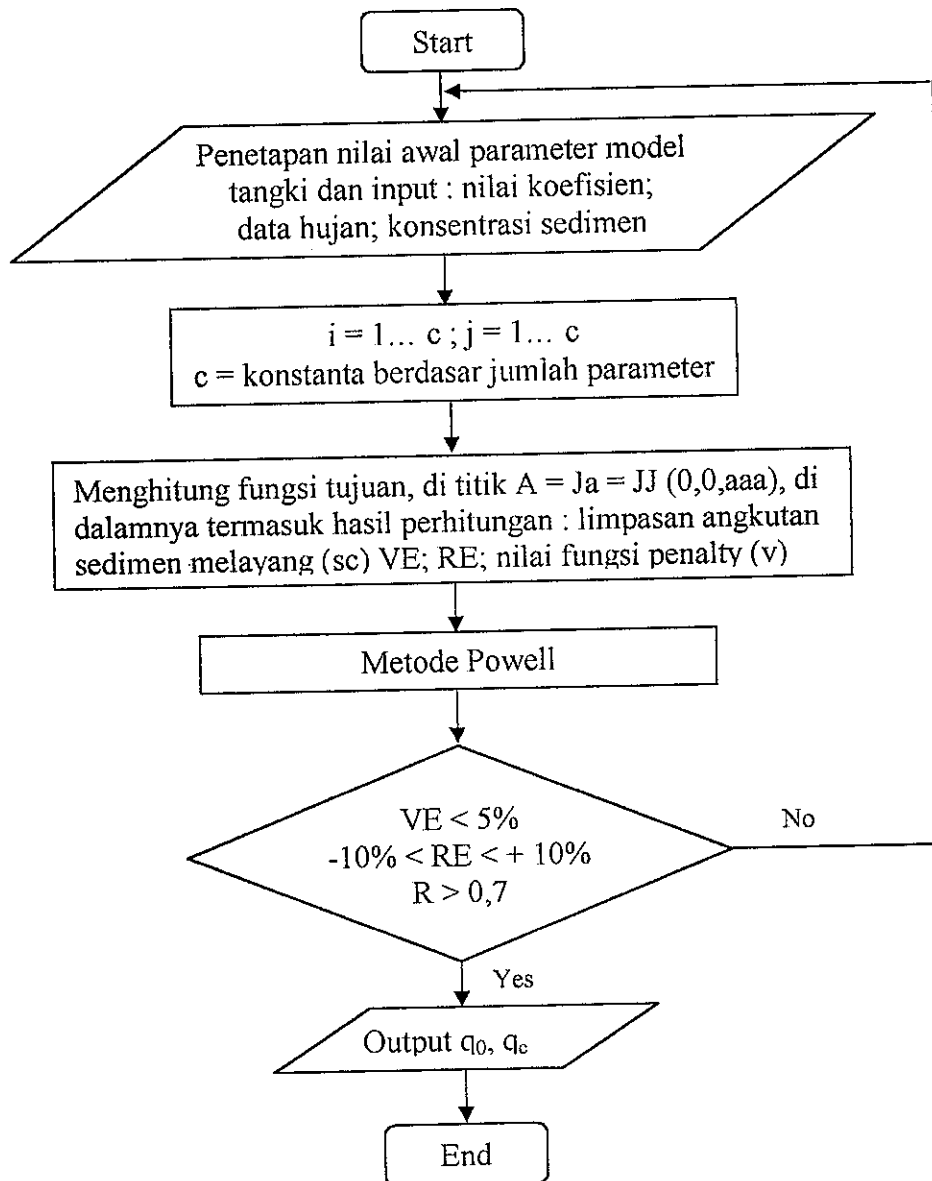 Start
Penetapan nilai awal parameter model
tangki dan input : nilai koefisien;
data hujan; konsentrasi sedimen
i = 1... c ; j = 1... c
c = konstanta berdasar jumlah parameter
Menghitung fungsi tujuan, di titik A = Ja = JJ (0,0,aaa), di
dalamnya termasuk hasil perhitungan : limpasan angkutan
sedimen melayang (sc) VE; RE; nilai fungsi penalty (v)
Metode Powell
VE < 5%
-10% < RE < + 10%
R > 0,7
No
Yes
Output q₀, qc
End